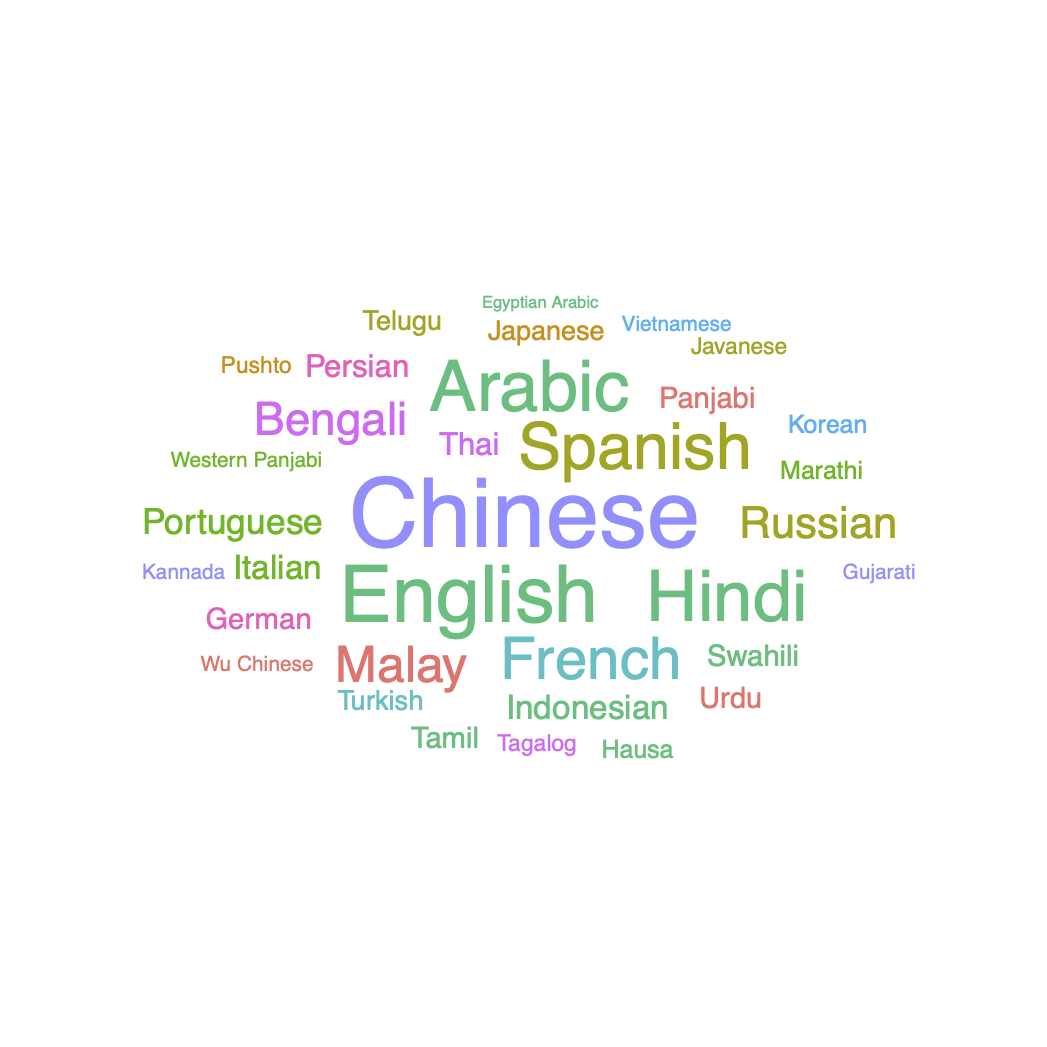 Egyptian Arabic
Telugu
Japanese
Vietnamese
Javanese
Pushto
Persian
Arabic
Panjabi
Bengali
Korean
Thai
Spanish
Western Panjabi
Marathi
Chinese
Portuguese
Russian
Kannada
Italian
Gujarati
English
Hindi
German
Wu Chinese
Malay
French
Swahili
Turkish
Indonesian
Urdu
Tamil
Tagalog
Hausa